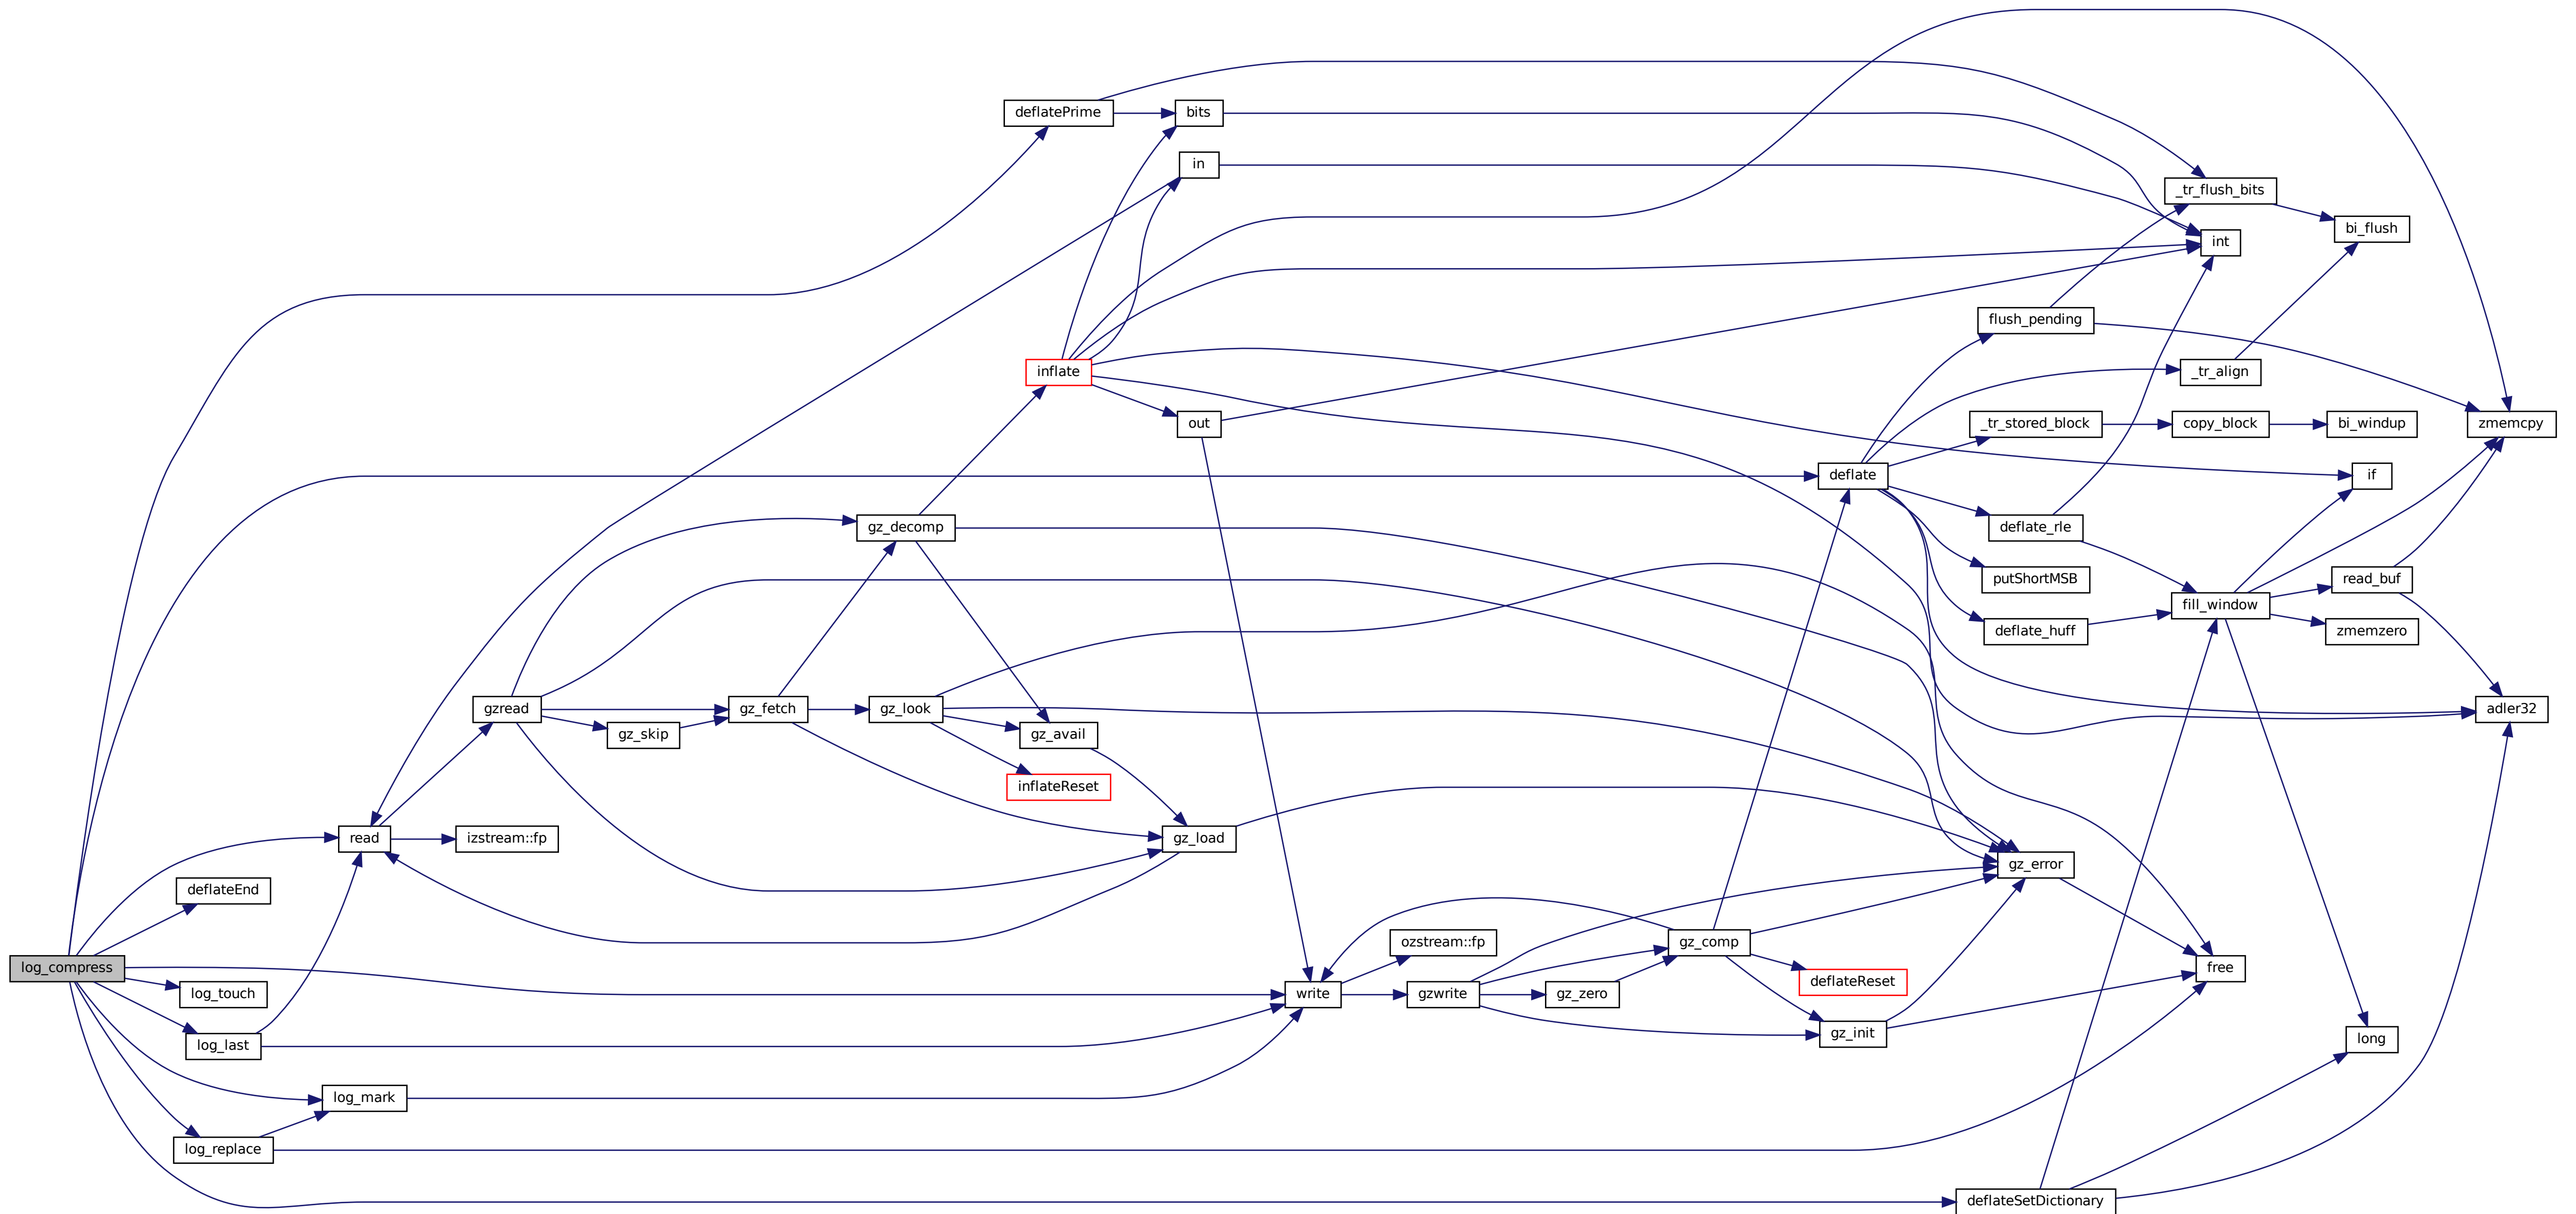 deflatePrime
bits
in
_tr_flush_bits
bi_flush
int
flush_pending
inflate
_tr_align
out
_tr_stored_block
copy_block
bi_windup
zmemcpy
deflate
if
gz_decomp
deflate_rle
putShortMSB
read_buf
fill_window
deflate_huff
zmemzero
gzread
gz_fetch
gz_look
adler32
gz_skip
gz_avail
inflateReset
read
izstream::fp
gz_load
gz_error
deflateEnd
ozstream::fp
gz_comp
log_compress
free
deflateReset
log_touch
write
gzwrite
gz_zero
gz_init
long
log_last
log_mark
log_replace
deflateSetDictionary